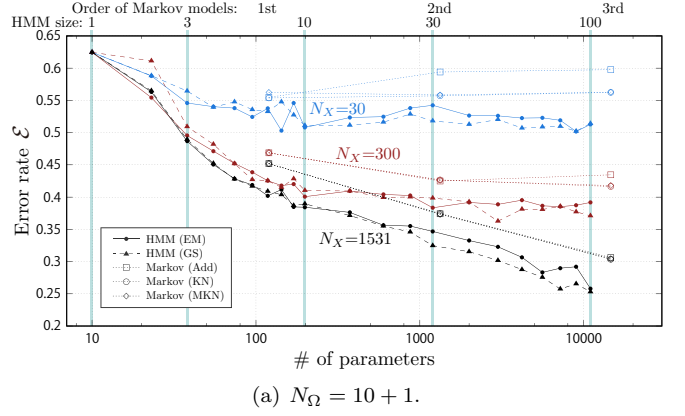 Order of Markov models: 1st 2nd 3rd
HMM size: 1 3 10 30 100
0.65
0.6
0.55
0.5
0.45
0.4
0.35
0.3
0.25
0.2
Error rate ℰ
N_X=30
N_X=300
N_X=1531
HMM (EM)
HMM (GS)
Markov (Add)
Markov (KN)
Markov (MKN)
10 100 1000 10000
# of parameters
(a) N_Ω = 10 + 1.